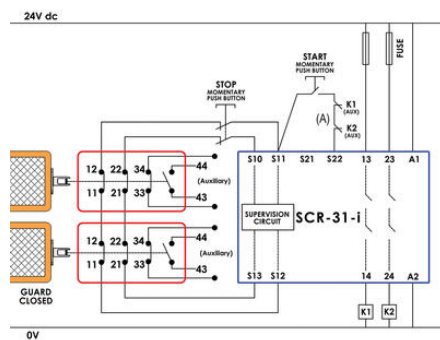 24V dc
START
MOMENTARY
PUSH BUTTON
FUSE
STOP
MOMENTARY
PUSH BUTTON
K1
(AUX)
(A)
K2
(AUX)
12 22 34
44
(Auxiliary)
11 21 33
43
S10 S11 S21 S22 13 23 A1
SUPERVISION
CIRCUIT
SCR-31-i
12 22 34
44
(Auxiliary)
11 21 33
43
S13 S12 14 24 A2
GUARD
CLOSED
K1 K2
0V